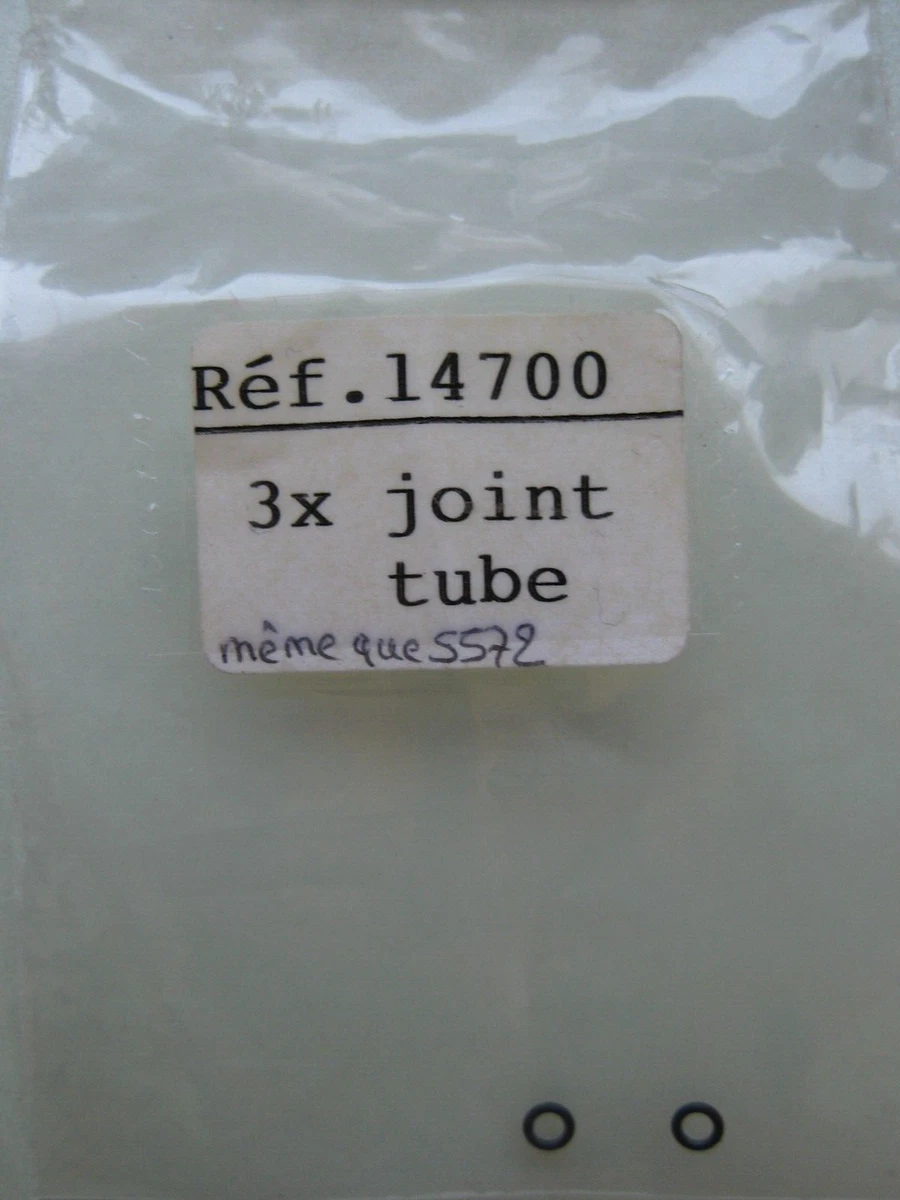 Réf.14700
3x joint
tube
même que 5572